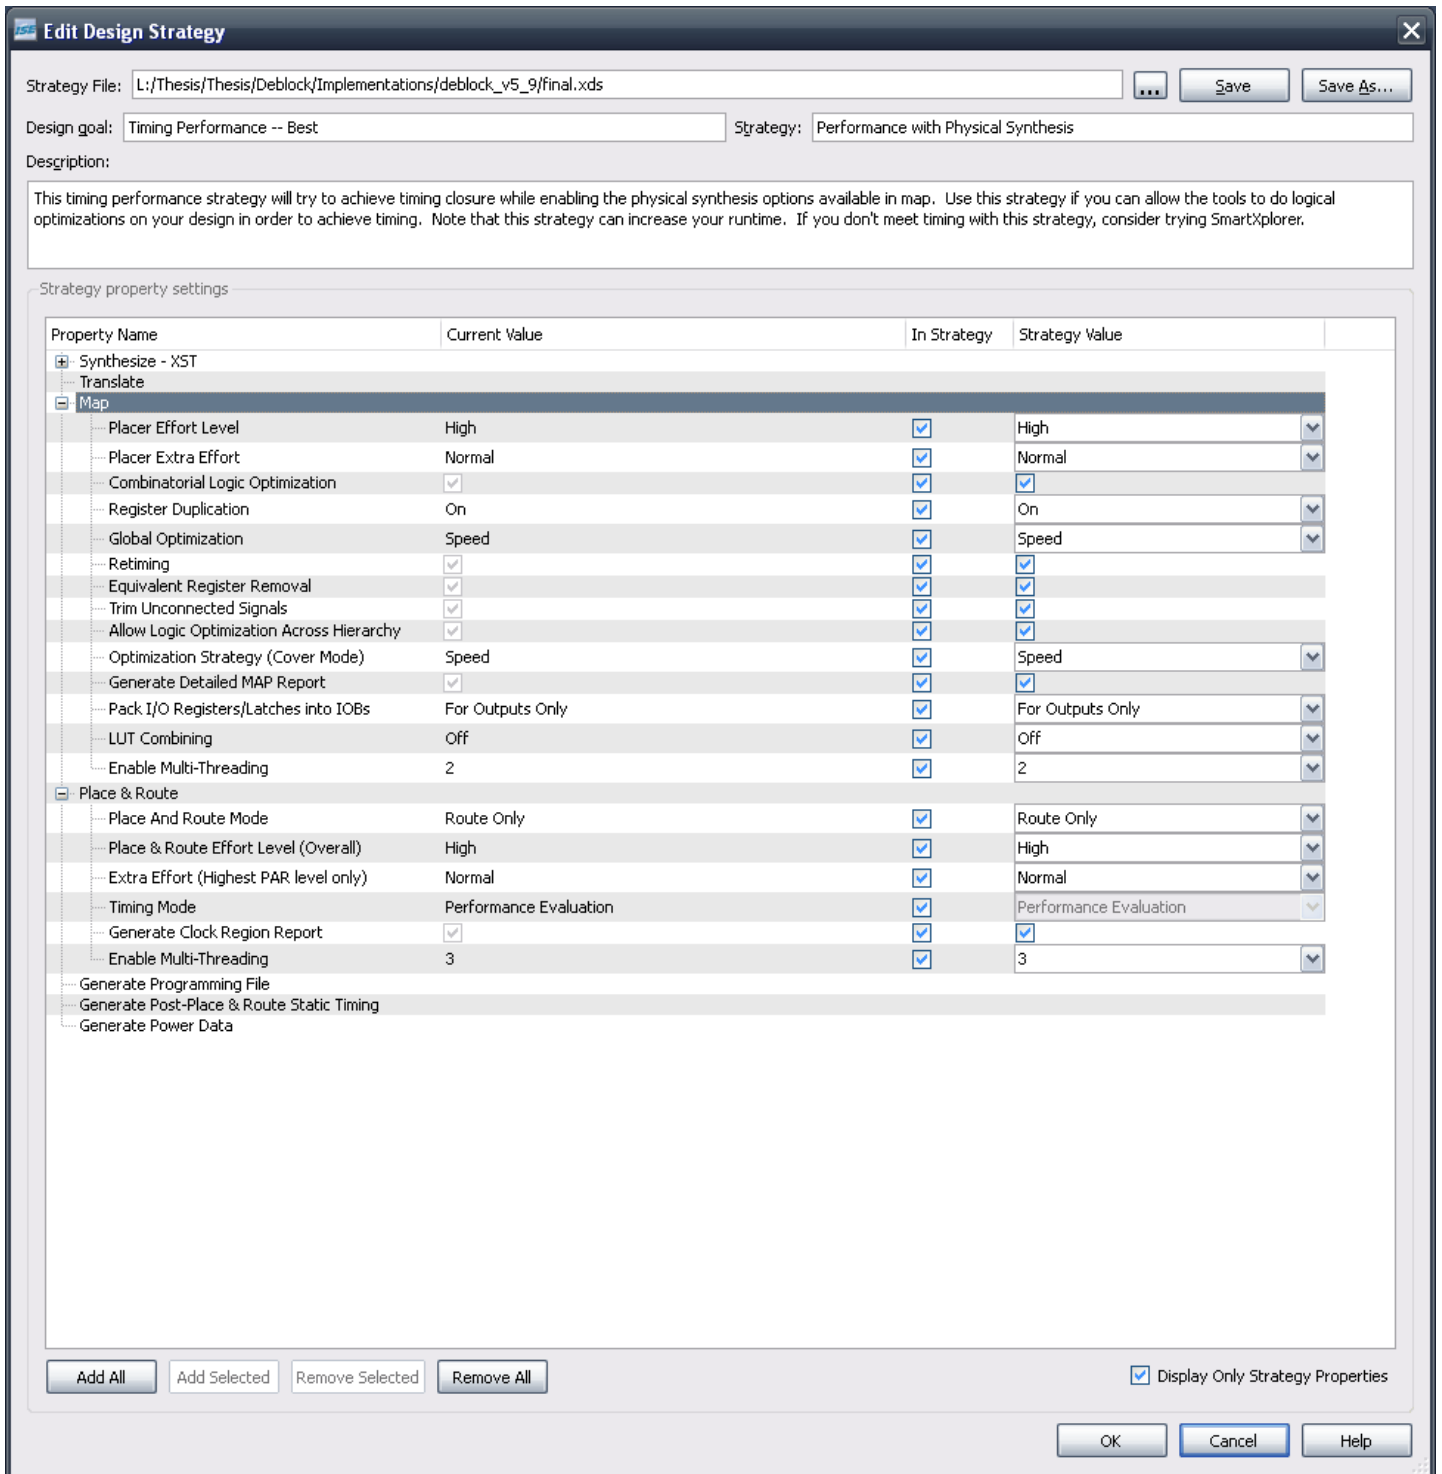 ISE Edit Design Strategy
Strategy File: L:/Thesis/Thesis/Deblock/Implementations/deblock_v5_9/final.xds ... Save Save As...
Design goal: Timing Performance -- Best Strategy: Performance with Physical Synthesis
Description:
This timing performance strategy will try to achieve timing closure while enabling the physical synthesis options available in map. Use this strategy if you can allow the tools to do logical
optimizations on your design in order to achieve timing. Note that this strategy can increase your runtime. If you don't meet timing with this strategy, consider trying SmartXplorer.
Strategy property settings
Property Name Current Value In Strategy Strategy Value
Synthesize - XST
Translate
Map
Placer Effort Level High High
Placer Extra Effort Normal Normal
Combinatorial Logic Optimization
Register Duplication On On
Global Optimization Speed Speed
Retiming
Equivalent Register Removal
Trim Unconnected Signals
Allow Logic Optimization Across Hierarchy
Optimization Strategy (Cover Mode) Speed Speed
Generate Detailed MAP Report
Pack I/O Registers/Latches into IOBs For Outputs Only For Outputs Only
LUT Combining Off Off
Enable Multi-Threading 2 2
Place & Route
Place And Route Mode Route Only Route Only
Place & Route Effort Level (Overall) High High
Extra Effort (Highest PAR level only) Normal Normal
Timing Mode Performance Evaluation Performance Evaluation
Generate Clock Region Report
Enable Multi-Threading 3 3
Generate Programming File
Generate Post-Place & Route Static Timing
Generate Power Data
Add All Add Selected Remove Selected Remove All Display Only Strategy Properties
OK Cancel Help